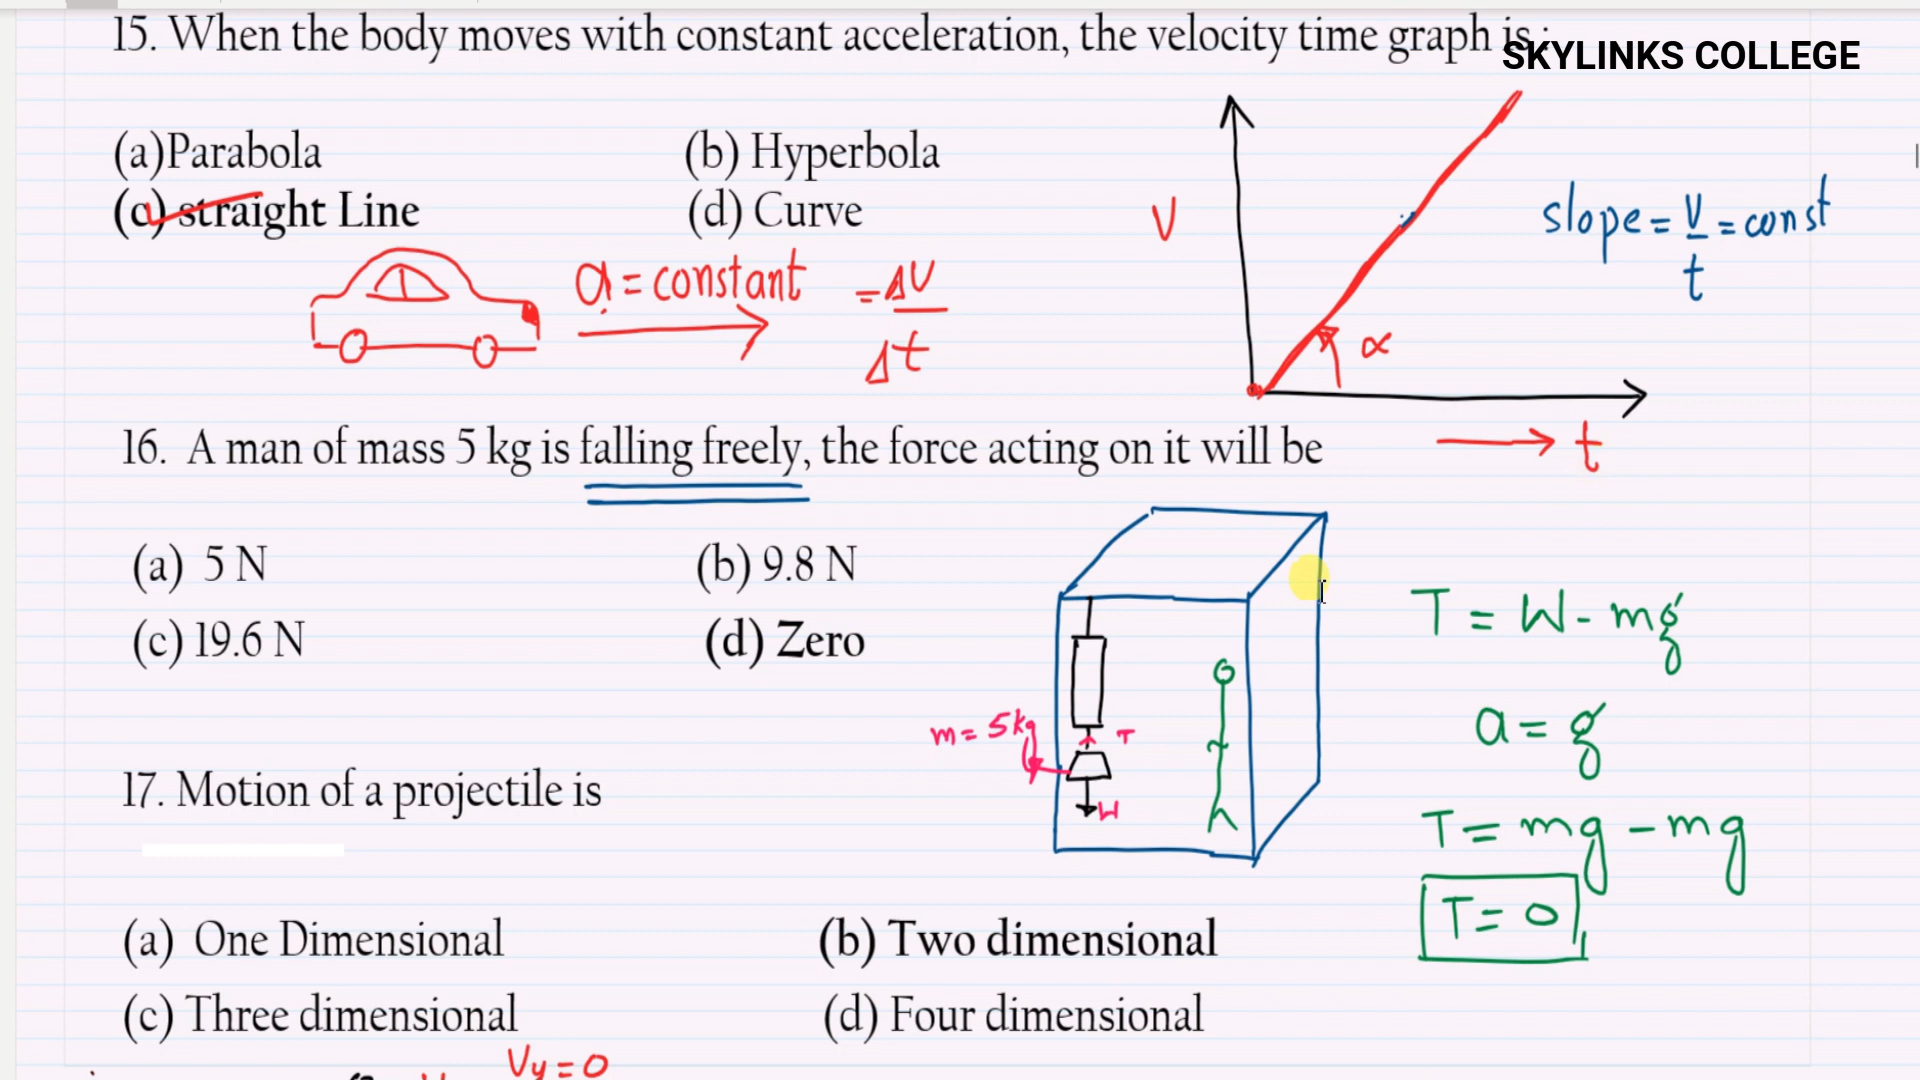 15. When the body moves with constant acceleration, the velocity time graph is :
SKYLINKS COLLEGE
(a)Parabola
(b) Hyperbola
(c) straight Line
(d) Curve
a = constant = ΔV
Δt
V
slope = V = const
t
α
t
16. A man of mass 5 kg is falling freely, the force acting on it will be
(a) 5 N
(b) 9.8 N
(c) 19.6 N
(d) Zero
m = 5kg
T
W
T = W - mg
a = g
T = mg - mg
T = 0
17. Motion of a projectile is
(a) One Dimensional
(b) Two dimensional
(c) Three dimensional
(d) Four dimensional
Vy = 0